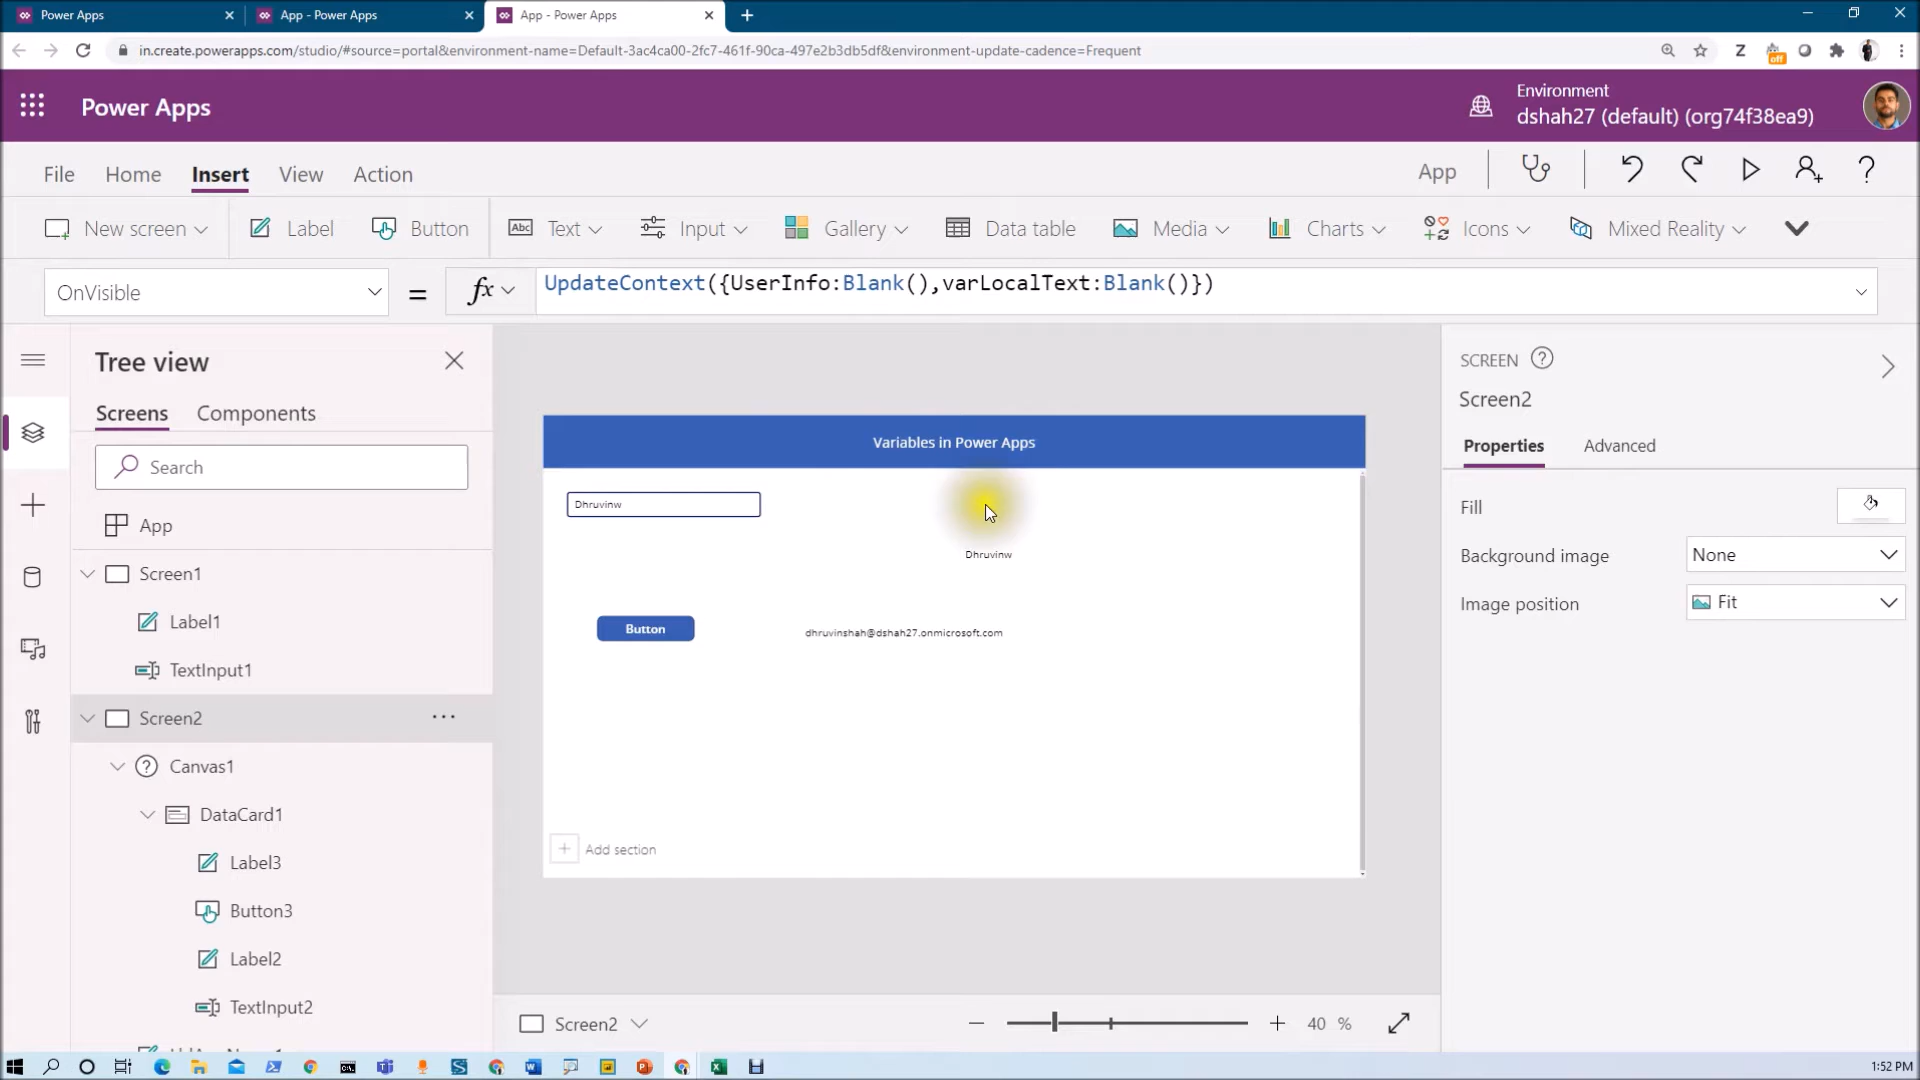 Power Apps
App - Power Apps
App - Power Apps
in.create.powerapps.com/studio/#source=portal&environment-name=Default-3ac4ca00-2fc7-461f-90ca-497e2b3db5df&environment-update-cadence=Frequent
Z
off
Power Apps
Environment
dshah27 (default) (org74f38ea9)
File
Home
Insert
View
Action
App
New screen
Label
Button
Abc
Text
Input
Gallery
Data table
Media
Charts
Icons
Mixed Reality
OnVisible
=
fx
UpdateContext({UserInfo:Blank(),varLocalText:Blank()})
Tree view
Screens
Components
Search
App
Screen1
Label1
TextInput1
Screen2
Canvas1
DataCard1
Label3
Button3
Label2
TextInput2
Variables in Power Apps
Dhruvinw
Dhruvinw
Button
dhruvinshah@dshah27.onmicrosoft.com
Add section
Screen2
40 %
SCREEN
Screen2
Properties
Advanced
Fill
Background image
None
Image position
Fit
1:52 PM